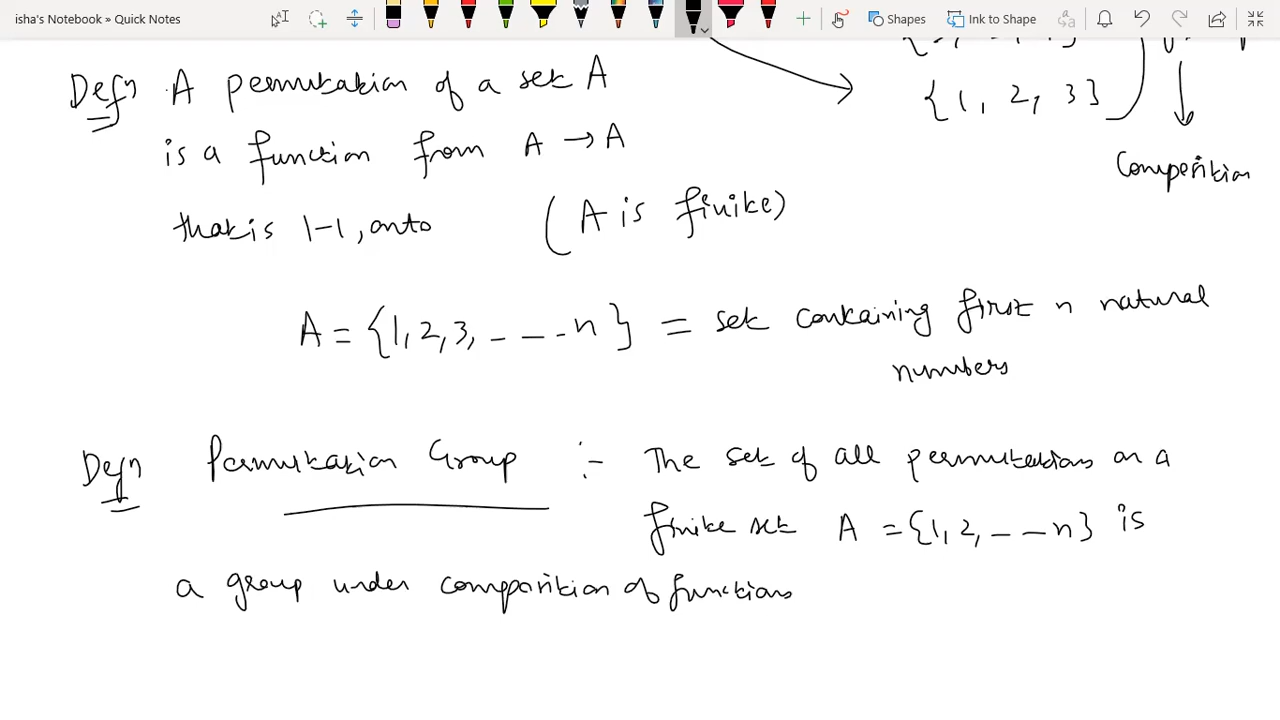 isha's Notebook » Quick Notes
Shapes
Ink to Shape
Defn A permutation of a set A
is a function from A → A
that is 1-1, onto (A is finite)
{1, 2, 3}
Composition
A = {1, 2, 3, - - - n} = set containing first n natural
numbers
Defn Permutation Group :- The set of all permutations on a
finite set A = {1, 2, - - n} is
a group under composition of functions